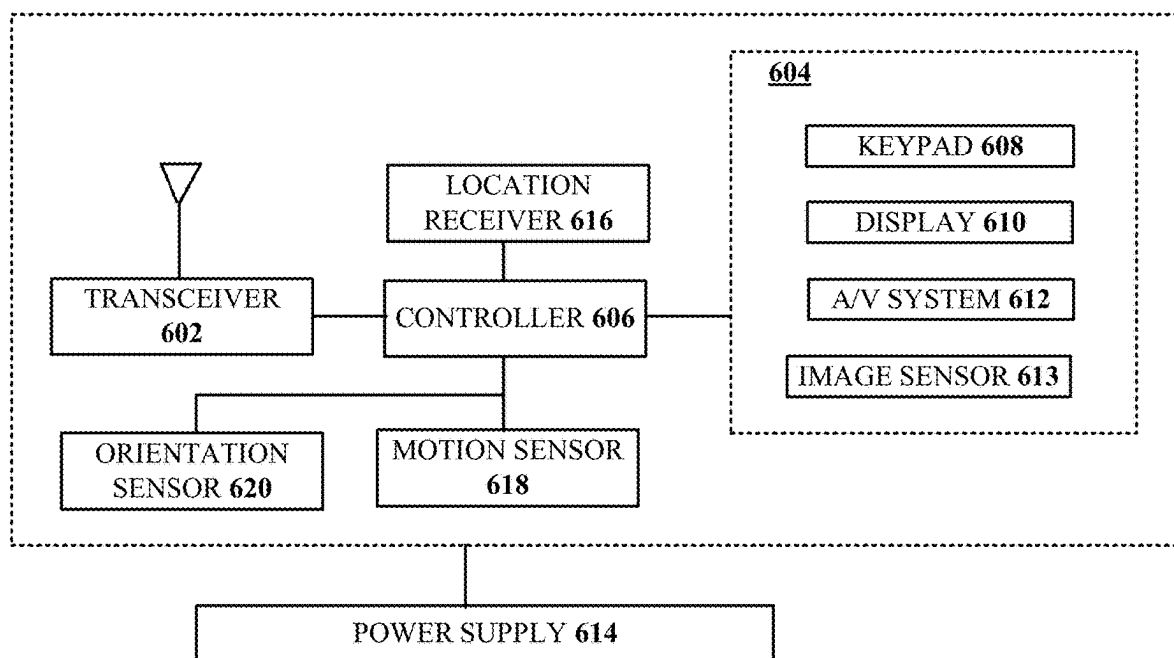 604
KEYPAD 608
DISPLAY 610
A/V SYSTEM 612
IMAGE SENSOR 613
LOCATION
RECEIVER 616
TRANSCEIVER
602
CONTROLLER 606
ORIENTATION
SENSOR 620
MOTION SENSOR
618
POWER SUPPLY 614